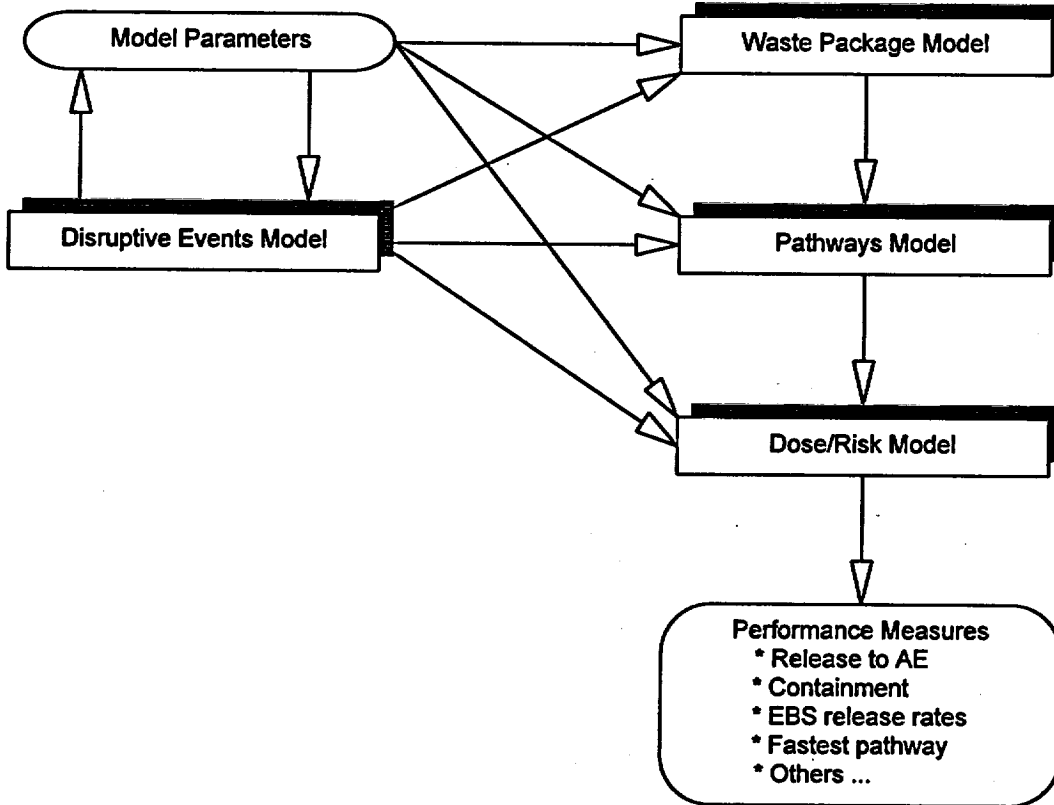 Model Parameters
Waste Package Model
Disruptive Events Model
Pathways Model
Dose/Risk Model
Performance Measures
* Release to AE
* Containment
* EBS release rates
* Fastest pathway
* Others ...